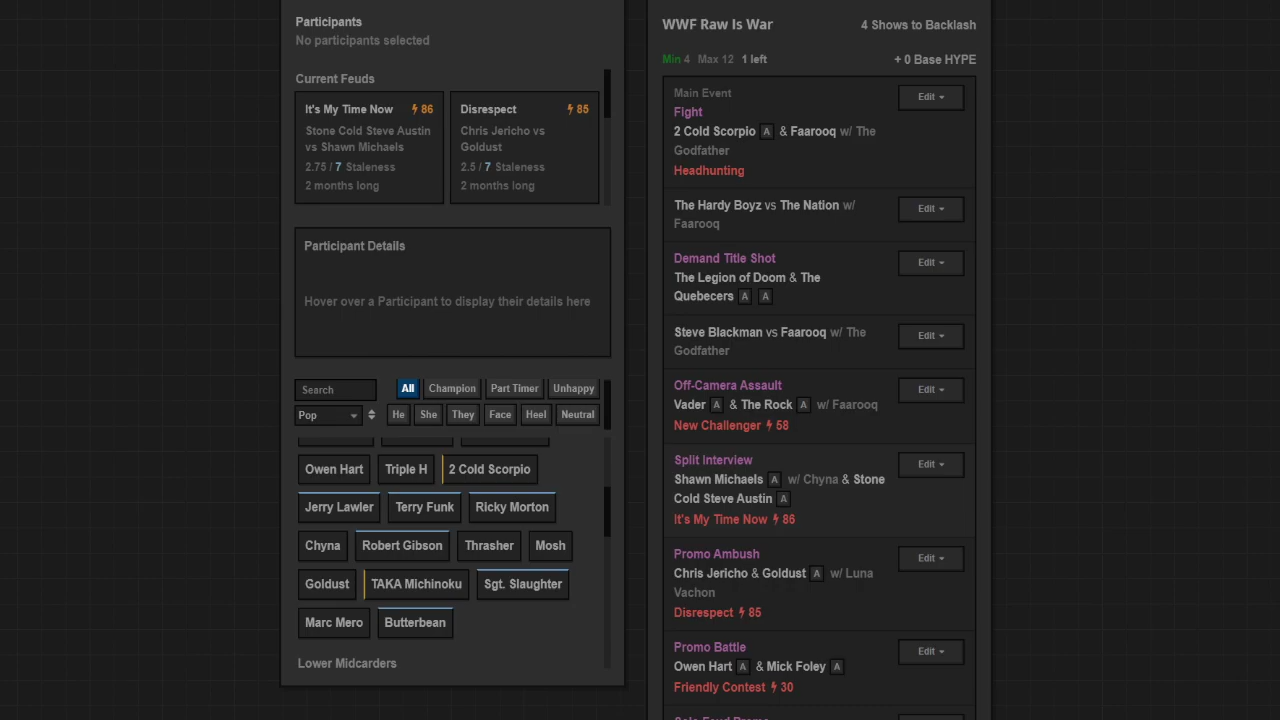 Participants
No participants selected
Current Feuds
It's My Time Now 86
Stone Cold Steve Austin
vs Shawn Michaels
2.75 / 7 Staleness
2 months long
Disrespect 85
Chris Jericho vs
Goldust
2.5 / 7 Staleness
2 months long
Participant Details
Hover over a Participant to display their details here
Search
All Champion Part Timer Unhappy
Pop
He She They Face Heel Neutral
Owen Hart Triple H 2 Cold Scorpio
Jerry Lawler Terry Funk Ricky Morton
Chyna Robert Gibson Thrasher Mosh
Goldust TAKA Michinoku Sgt. Slaughter
Marc Mero Butterbean
Lower Midcarders
WWF Raw Is War 4 Shows to Backlash
Min 4 Max 12 1 left + 0 Base HYPE
Main Event
Edit
Fight
2 Cold Scorpio A & Faarooq w/ The
Godfather
Headhunting
The Hardy Boyz vs The Nation w/
Faarooq
Edit
Demand Title Shot
Edit
The Legion of Doom & The
Quebecers A A
Steve Blackman vs Faarooq w/ The
Godfather
Edit
Off-Camera Assault
Edit
Vader A & The Rock A w/ Faarooq
New Challenger 58
Split Interview
Edit
Shawn Michaels A w/ Chyna & Stone
Cold Steve Austin A
It's My Time Now 86
Promo Ambush
Edit
Chris Jericho & Goldust A w/ Luna
Vachon
Disrespect 85
Promo Battle
Edit
Owen Hart A & Mick Foley A
Friendly Contest 30